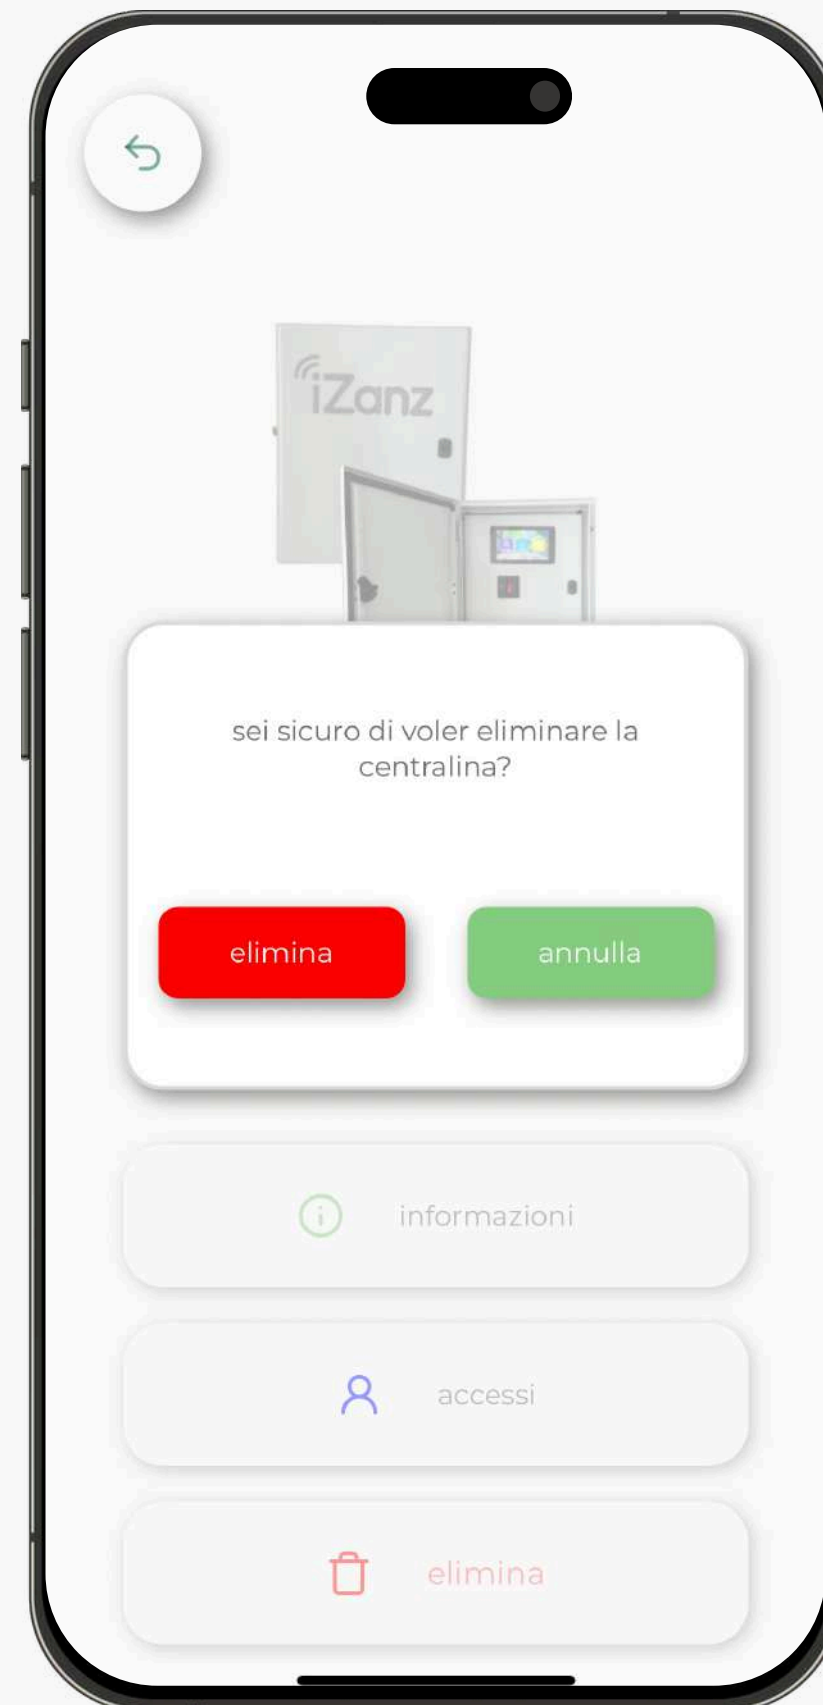 iZanz
sei sicuro di voler eliminare la
centralina?
elimina
annulla
informazioni
accessi
elimina